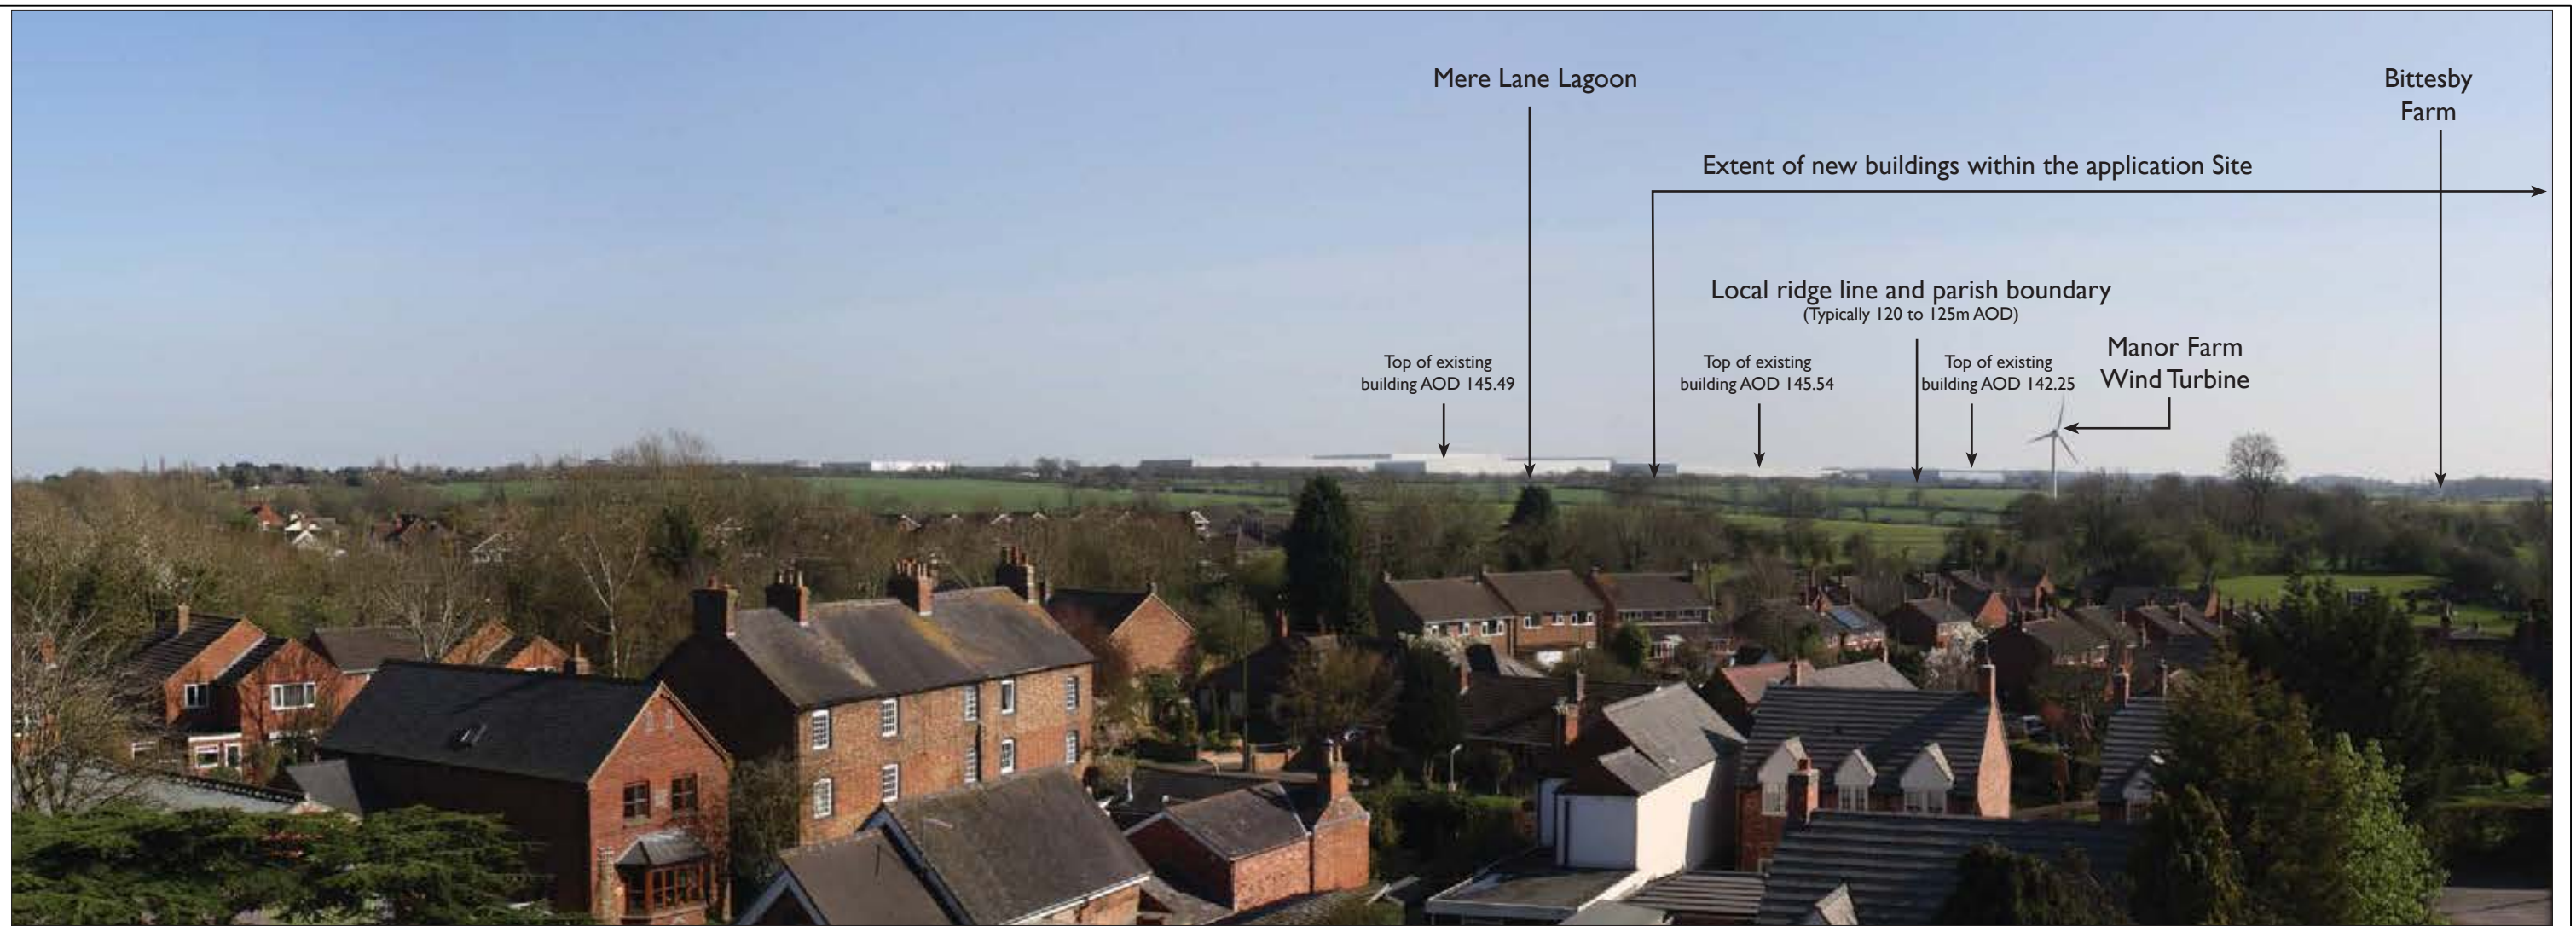 Mere Lane Lagoon
Bittesby
Farm
Extent of new buildings within the application Site
Local ridge line and parish boundary
(Typically 120 to 125m AOD)
Top of existing
building AOD 145.49
Top of existing
building AOD 145.54
Top of existing
building AOD 142.25
Manor Farm
Wind Turbine